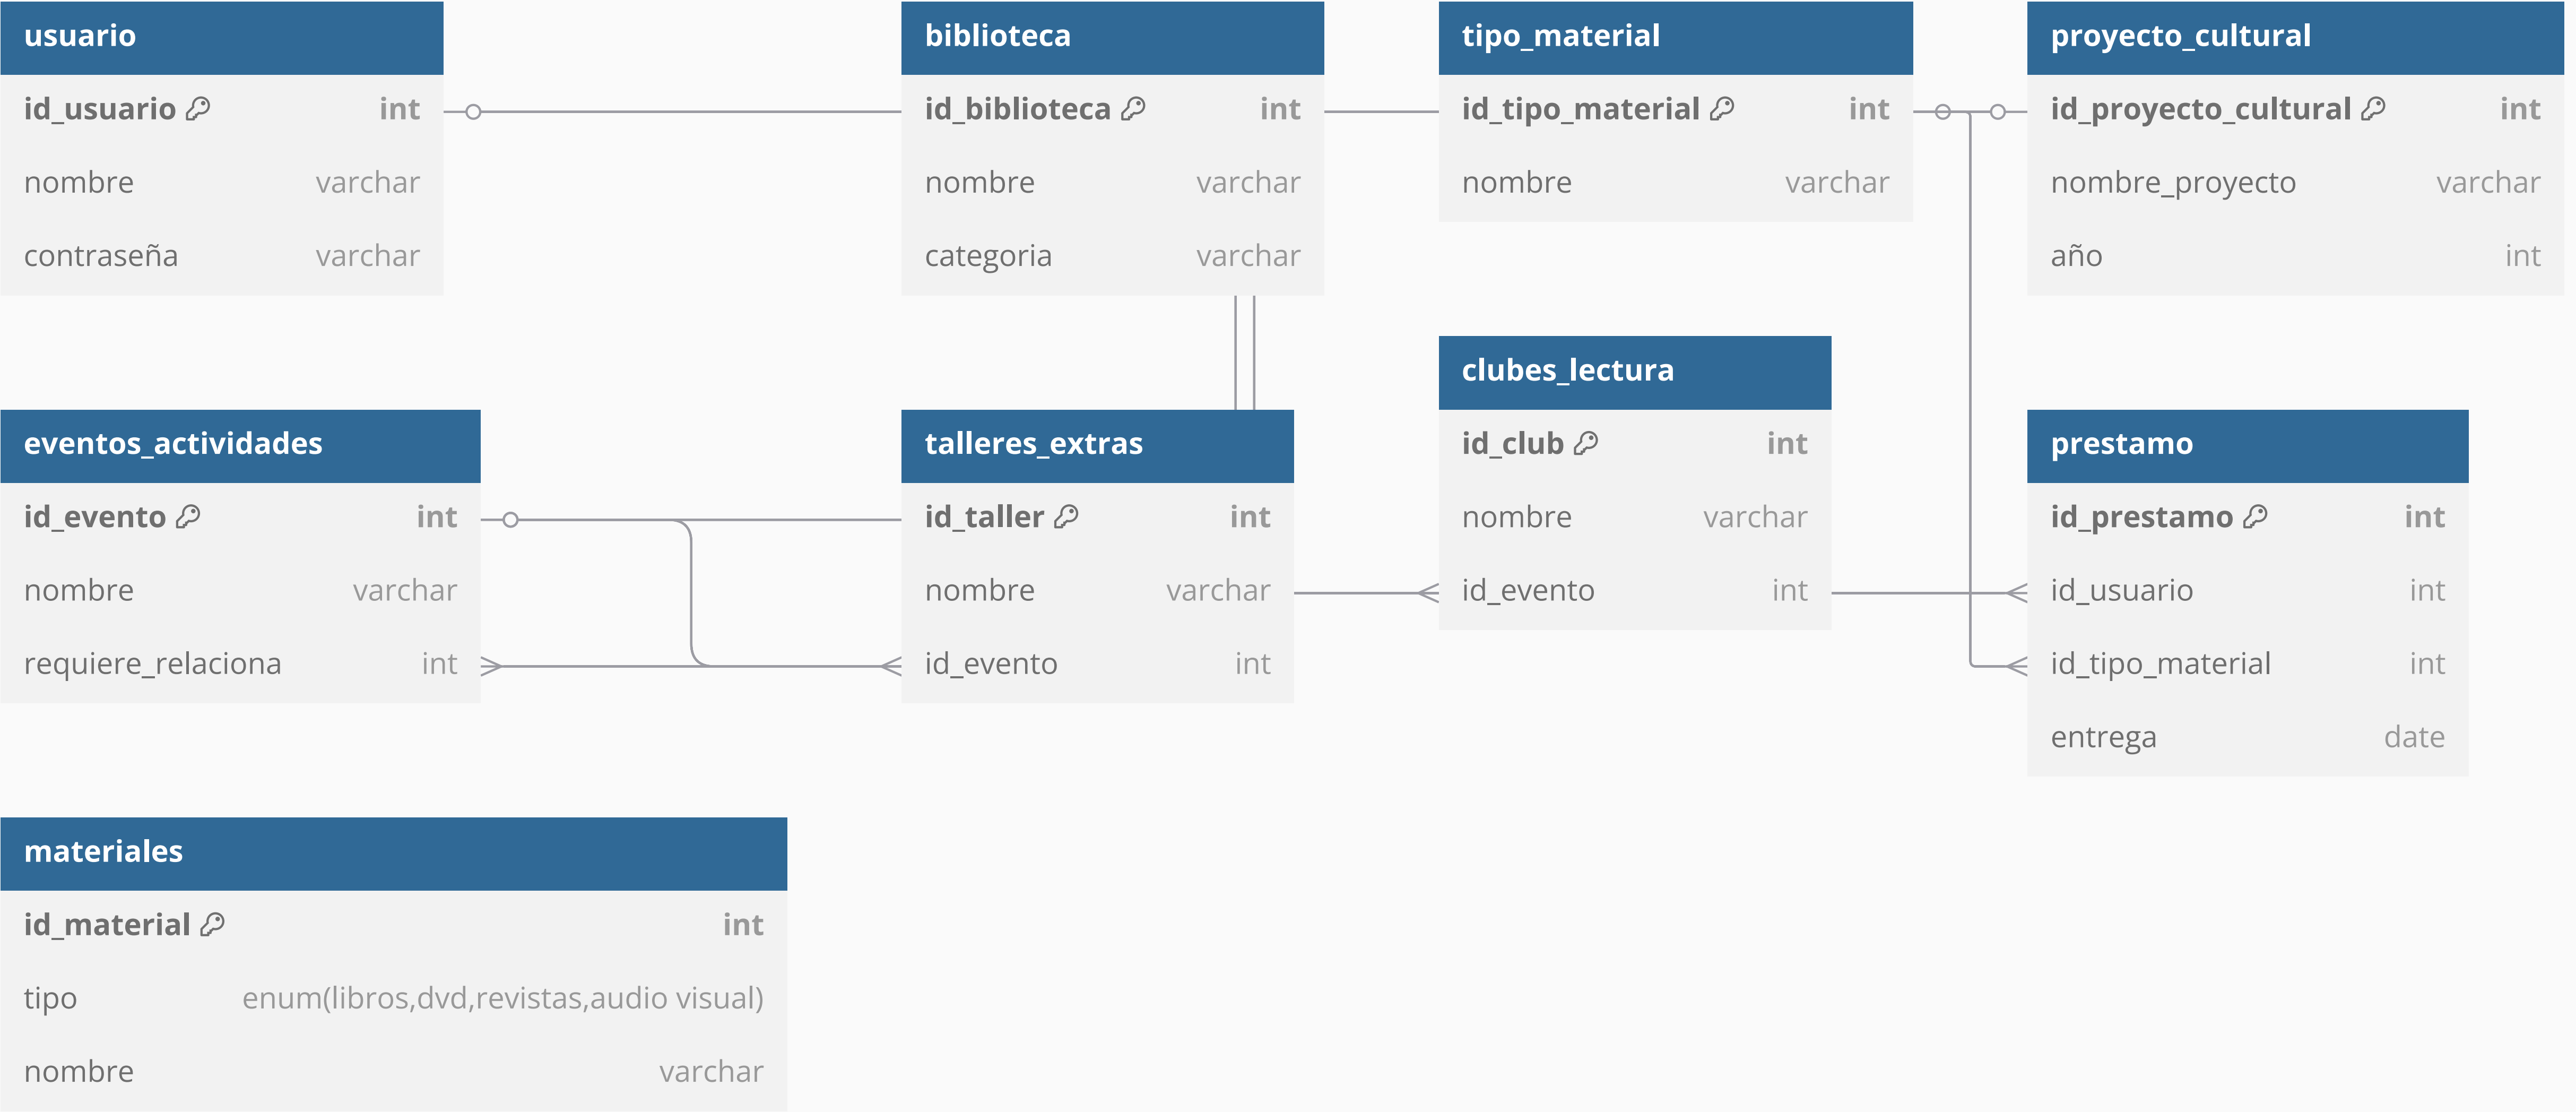 usuario
id_usuario int
nombre varchar
contraseña varchar
biblioteca
id_biblioteca int
nombre varchar
categoria varchar
tipo_material
id_tipo_material int
nombre varchar
proyecto_cultural
id_proyecto_cultural int
nombre_proyecto varchar
año int
eventos_actividades
id_evento int
nombre varchar
requiere_relaciona int
talleres_extras
id_taller int
nombre varchar
id_evento int
clubes_lectura
id_club int
nombre varchar
id_evento int
prestamo
id_prestamo int
id_usuario int
id_tipo_material int
entrega date
materiales
id_material int
tipo enum(libros,dvd,revistas,audio visual)
nombre varchar